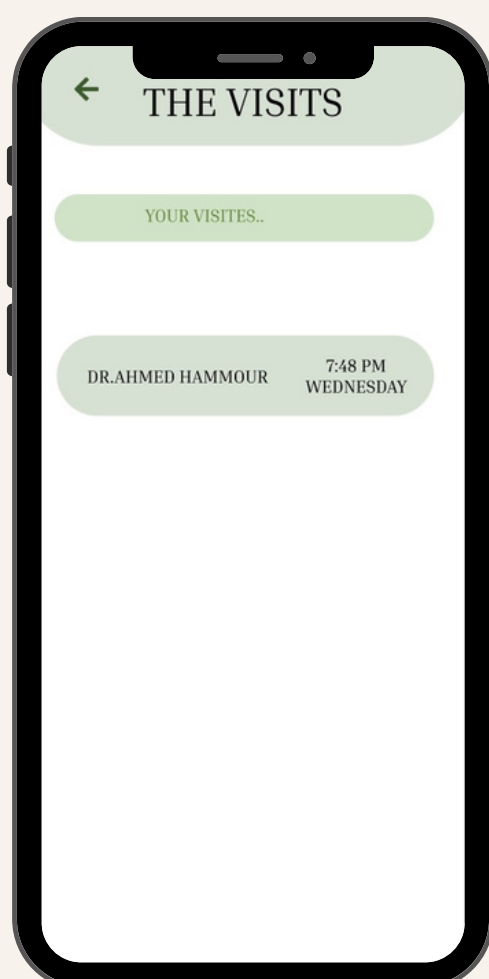 THE VISITS
YOUR VISITES..
DR.AHMED HAMMOUR
7:48 PM
WEDNESDAY